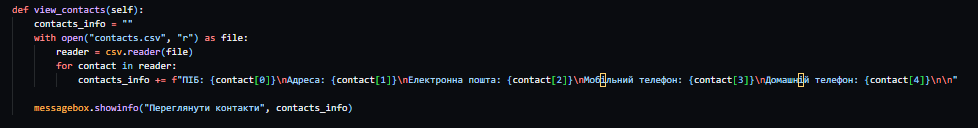 def view_contacts(self):
    contacts_info = ""
    with open("contacts.csv", "r") as file:
        reader = csv.reader(file)
        for contact in reader:
            contacts_info += f"ПІБ: {contact[0]}\nАдреса: {contact[1]}\nЕлектронна пошта: {contact[2]}\nМобільний телефон: {contact[3]}\nДомашній телефон: {contact[4]}\n\n"
    messagebox.showinfo("Переглянути контакти", contacts_info)